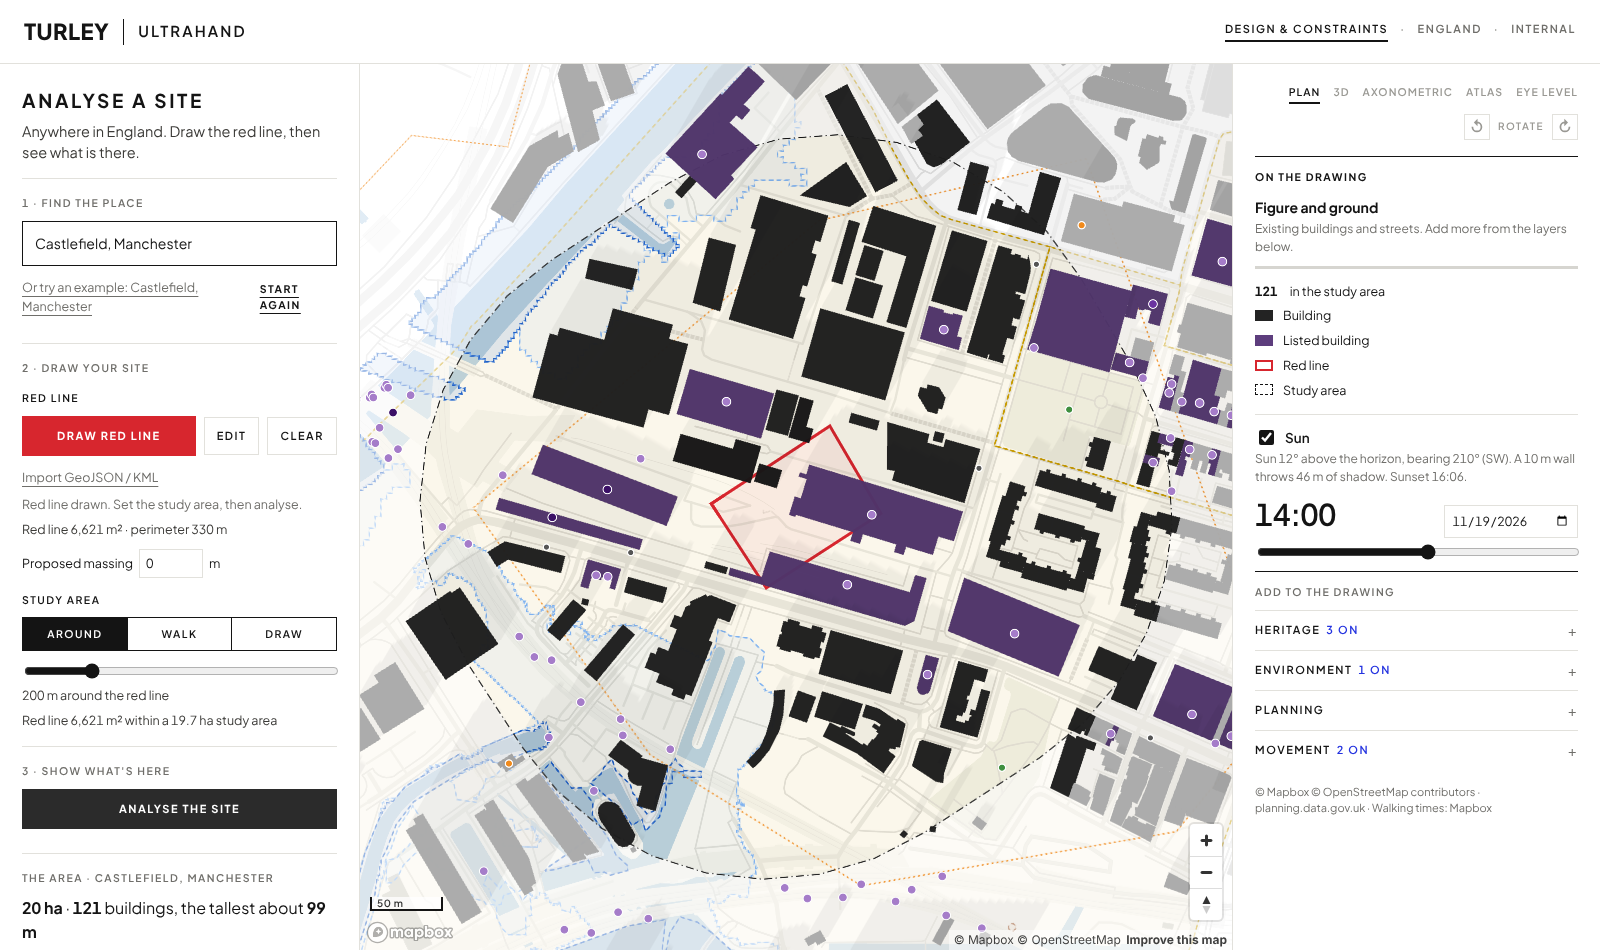 TURLEY | ULTRAHAND
DESIGN & CONSTRAINTS · ENGLAND · INTERNAL
ANALYSE A SITE
Anywhere in England. Draw the red line, then
see what is there.
1 · FIND THE PLACE
Castlefield, Manchester
Or try an example: Castlefield,
Manchester
START
AGAIN
2 · DRAW YOUR SITE
RED LINE
DRAW RED LINE
EDIT
CLEAR
Import GeoJSON / KML
Red line drawn. Set the study area, then analyse.
Red line 6,621 m² · perimeter 330 m
Proposed massing 0 m
STUDY AREA
AROUND
WALK
DRAW
200 m around the red line
Red line 6,621 m² within a 19.7 ha study area
3 · SHOW WHAT'S HERE
ANALYSE THE SITE
THE AREA · CASTLEFIELD, MANCHESTER
20 ha · 121 buildings, the tallest about 99
m
50 m
mapbox
© Mapbox © OpenStreetMap Improve this map
PLAN 3D AXONOMETRIC ATLAS EYE LEVEL
ROTATE
ON THE DRAWING
Figure and ground
Existing buildings and streets. Add more from the layers
below.
121 in the study area
Building
Listed building
Red line
Study area
Sun
Sun 12° above the horizon, bearing 210° (SW). A 10 m wall
throws 46 m of shadow. Sunset 16:06.
14:00
11/19/2026
ADD TO THE DRAWING
HERITAGE 3 ON +
ENVIRONMENT 1 ON +
PLANNING +
MOVEMENT 2 ON +
© Mapbox © OpenStreetMap contributors ·
planning.data.gov.uk · Walking times: Mapbox